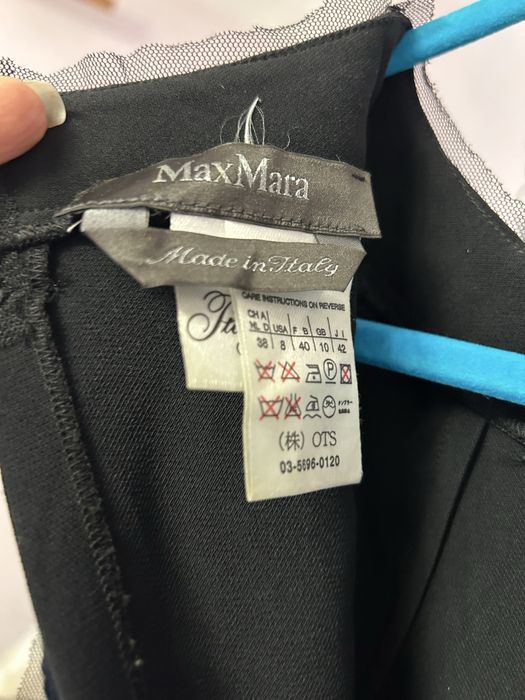 MaxMara
Made in Italy
CARE INSTRUCTIONS ON REVERSE
CH A
NL D USA F B GB J I
38 8 40 10 42
P
(株) OTS
03-5696-0120